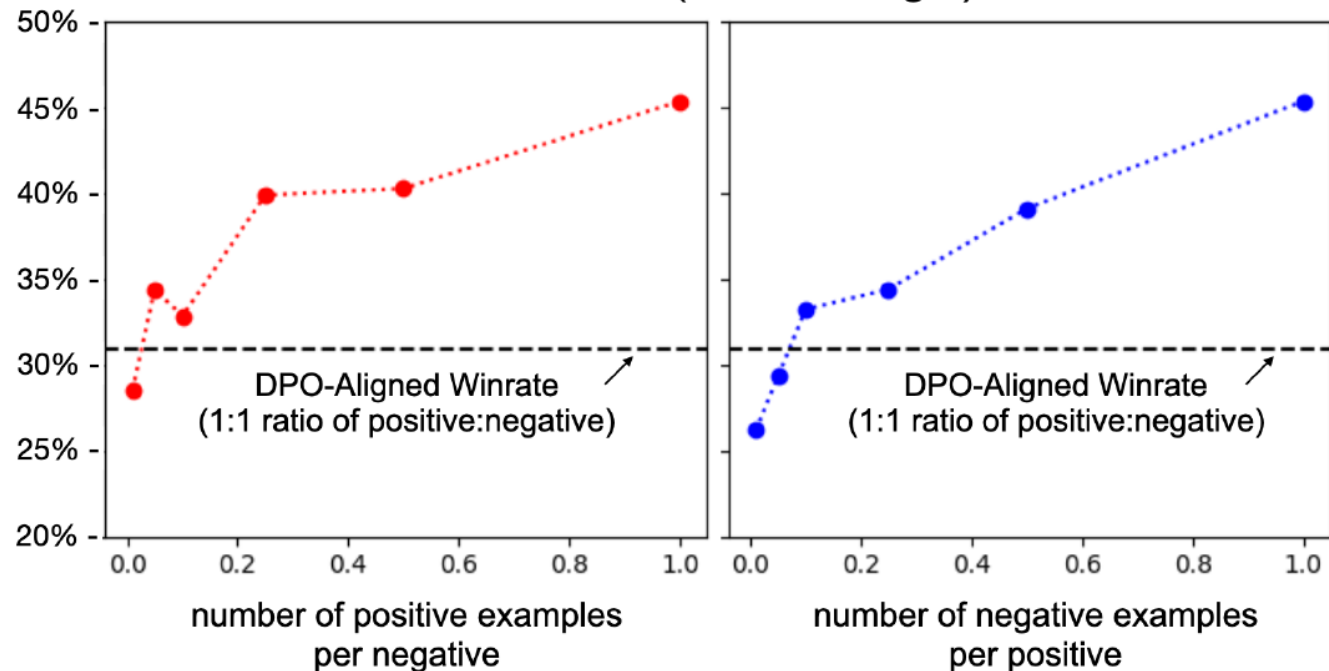 50% -
45% -
40% -
35% -
30% -
25% -
20% -
DPO-Aligned Winrate
(1:1 ratio of positive:negative)
0.0 0.2 0.4 0.6 0.8 1.0
number of positive examples
per negative
DPO-Aligned Winrate
(1:1 ratio of positive:negative)
0.0 0.2 0.4 0.6 0.8 1.0
number of negative examples
per positive